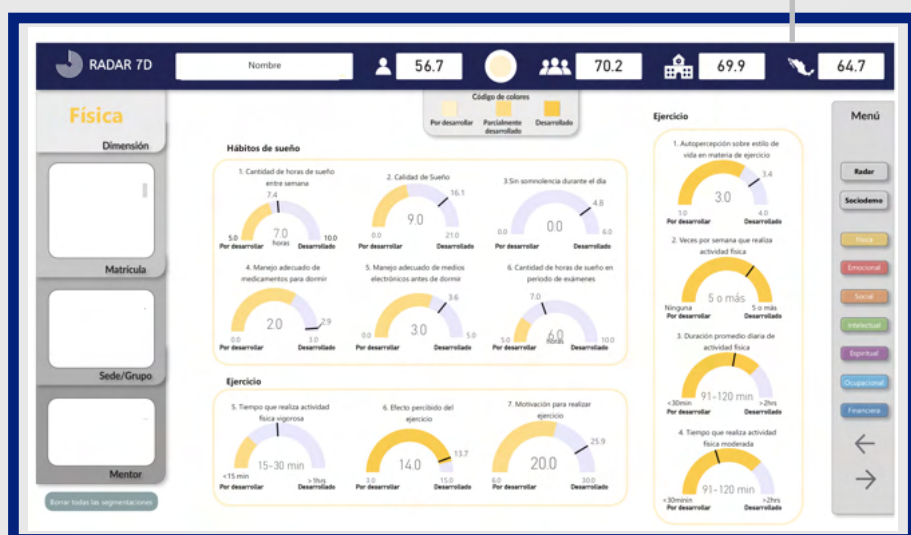 RADAR 7D
Nombre
56.7
70.2
69.9
64.7
Física
Dimensión
Matrícula
Sede/Grupo
Mentor
Borrar todas las segmentaciones
Código de colores
Por desarrollar
Parcialmente
desarrollado
Desarrollado
Hábitos de sueño
1. Cantidad de horas de sueño
entre semana
7.4
7.0
horas
5.0
10.0
Por desarrollar
Desarrollado
2. Calidad de Sueño
16.1
9.0
0.0
21.0
Por desarrollar
Desarrollado
3.Sin somnolencia durante el día
4.8
0.0
0.0
6.0
Por desarrollar
Desarrollado
4. Manejo adecuado de
medicamentos para dormir
2.9
2.0
0.0
3.0
Por desarrollar
Desarrollado
5. Manejo adecuado de medios
electrónicos antes de dormir
3.6
3.0
0.0
5.0
Por desarrollar
Desarrollado
6. Cantidad de horas de sueño en
periodo de exámenes
7.0
6.0
horas
5.0
10.0
Por desarrollar
Desarrollado
Ejercicio
5. Tiempo que realiza actividad
física vigorosa
15-30 min
<15 min
>1hrs
Por desarrollar
Desarrollado
6. Efecto percibido del
ejercicio
13.7
14.0
3.0
15.0
Por desarrollar
Desarrollado
7. Motivación para realizar
ejercicio
25.9
20.0
6.0
30.0
Por desarrollar
Desarrollado
Ejercicio
1. Autopercepción sobre estilo de
vida en materia de ejercicio
3.4
3.0
1.0
4.0
Por desarrollar
Desarrollado
2. Veces por semana que realiza
actividad física
5 o más
Ninguna
5 o más
Por desarrollar
Desarrollado
3. Duración promedio diaria de
actividad física
91-120 min
<30min
>2hrs
Por desarrollar
Desarrollado
4. Tiempo que realiza actividad
física moderada
91-120 min
<30minin
>2hrs
Por desarrollar
Desarrollado
Menú
Radar
Sociodemo
Física
Emocional
Social
Intelectual
Espiritual
Ocupacional
Financiera